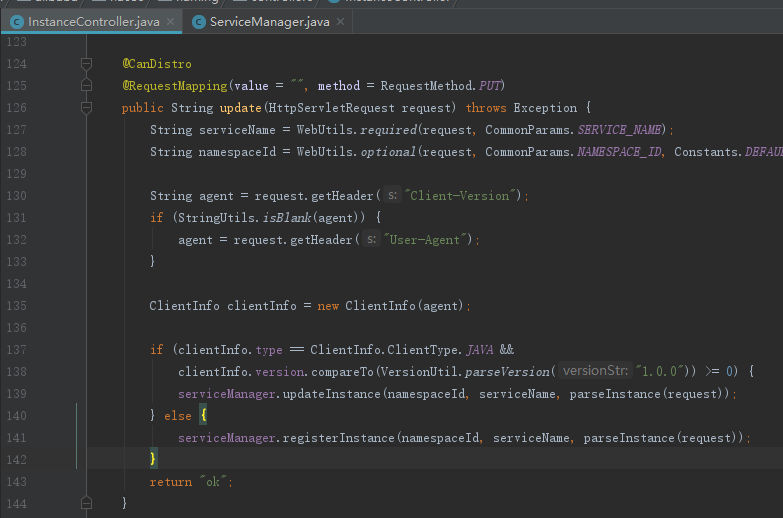 InstanceController.java × ServiceManager.java ×
123
124 @CanDistro
125 @RequestMapping(value = "", method = RequestMethod.PUT)
126 public String update(HttpServletRequest request) throws Exception {
127 String serviceName = WebUtils.required(request, CommonParams.SERVICE_NAME);
128 String namespaceId = WebUtils.optional(request, CommonParams.NAMESPACE_ID, Constants.DEFAU
129
130 String agent = request.getHeader( s: "Client-Version");
131 if (StringUtils.isBlank(agent)) {
132 agent = request.getHeader( s: "User-Agent");
133 }
134
135 ClientInfo clientInfo = new ClientInfo(agent);
136
137 if (clientInfo.type == ClientInfo.ClientType.JAVA &&
138 clientInfo.version.compareTo(VersionUtil.parseVersion( versionStr: "1.0.0")) >= 0) {
139 serviceManager.updateInstance(namespaceId, serviceName, parseInstance(request));
140 } else {
141 serviceManager.registerInstance(namespaceId, serviceName, parseInstance(request));
142 }
143 return "ok";
144 }